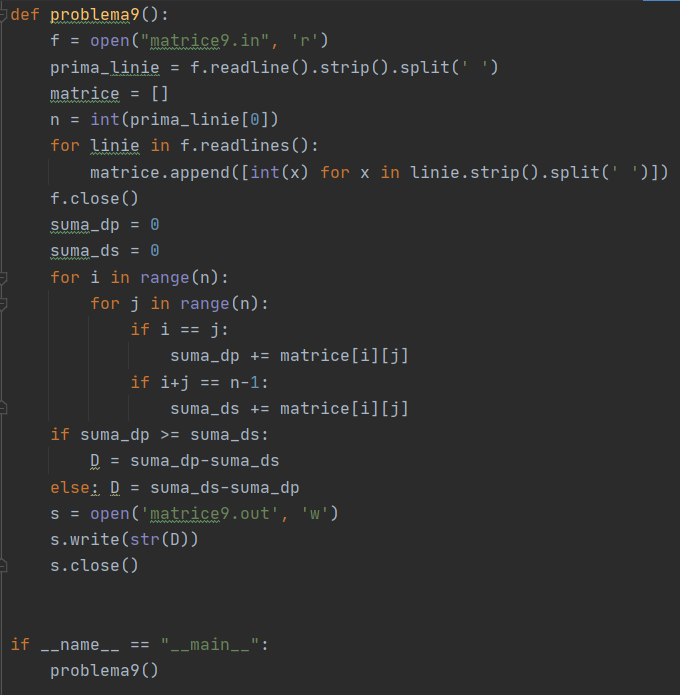 def problema9():
    f = open("matrice9.in", 'r')
    prima_linie = f.readline().strip().split(' ')
    matrice = []
    n = int(prima_linie[0])
    for linie in f.readlines():
        matrice.append([int(x) for x in linie.strip().split(' ')])
    f.close()
    suma_dp = 0
    suma_ds = 0
    for i in range(n):
        for j in range(n):
            if i == j:
                suma_dp += matrice[i][j]
            if i+j == n-1:
                suma_ds += matrice[i][j]
    if suma_dp >= suma_ds:
        D = suma_dp-suma_ds
    else: D = suma_ds-suma_dp
    s = open('matrice9.out', 'w')
    s.write(str(D))
    s.close()
if __name__ == "__main__":
    problema9()